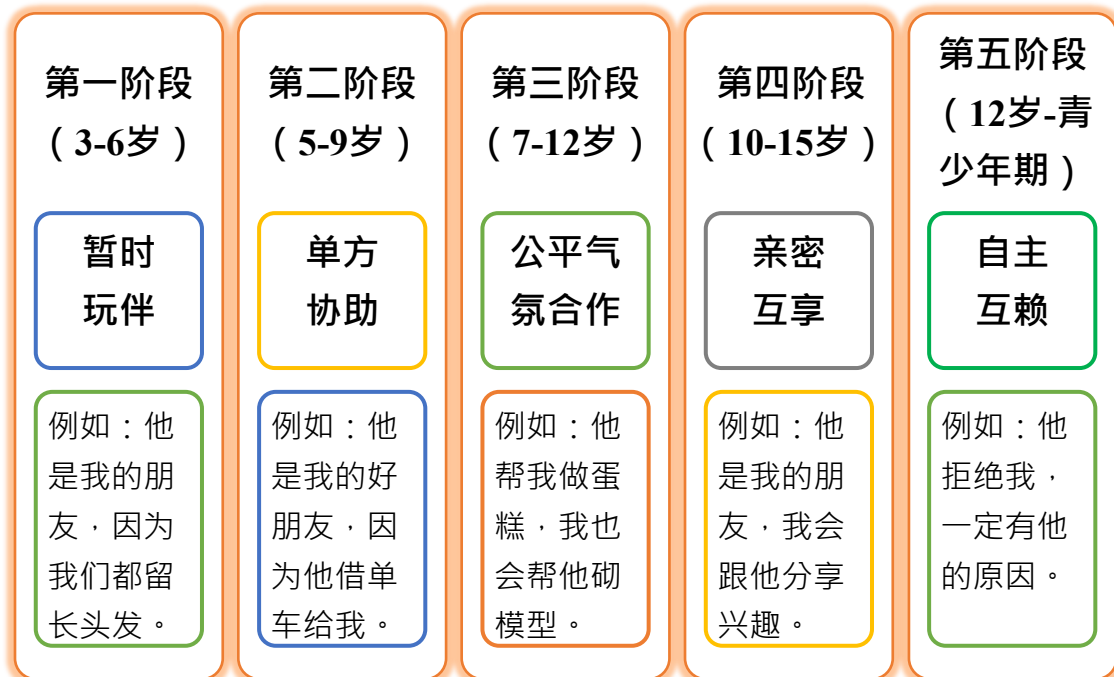 第一阶段
（3-6岁）
暂时
玩伴
例如：他
是我的朋
友，因为
我们都留
长头发。
第二阶段
（5-9岁）
单方
协助
例如：他
是我的好
朋友，因
为他借单
车给我。
第三阶段
（7-12岁）
公平气
氛合作
例如：他
帮我做蛋
糕，我也
会帮他砌
模型。
第四阶段
（10-15岁）
亲密
互享
例如：他
是我的朋
友，我会
跟他分享
兴趣。
第五阶段
（12岁-青
少年期）
自主
互赖
例如：他
拒绝我，
一定有他
的原因。